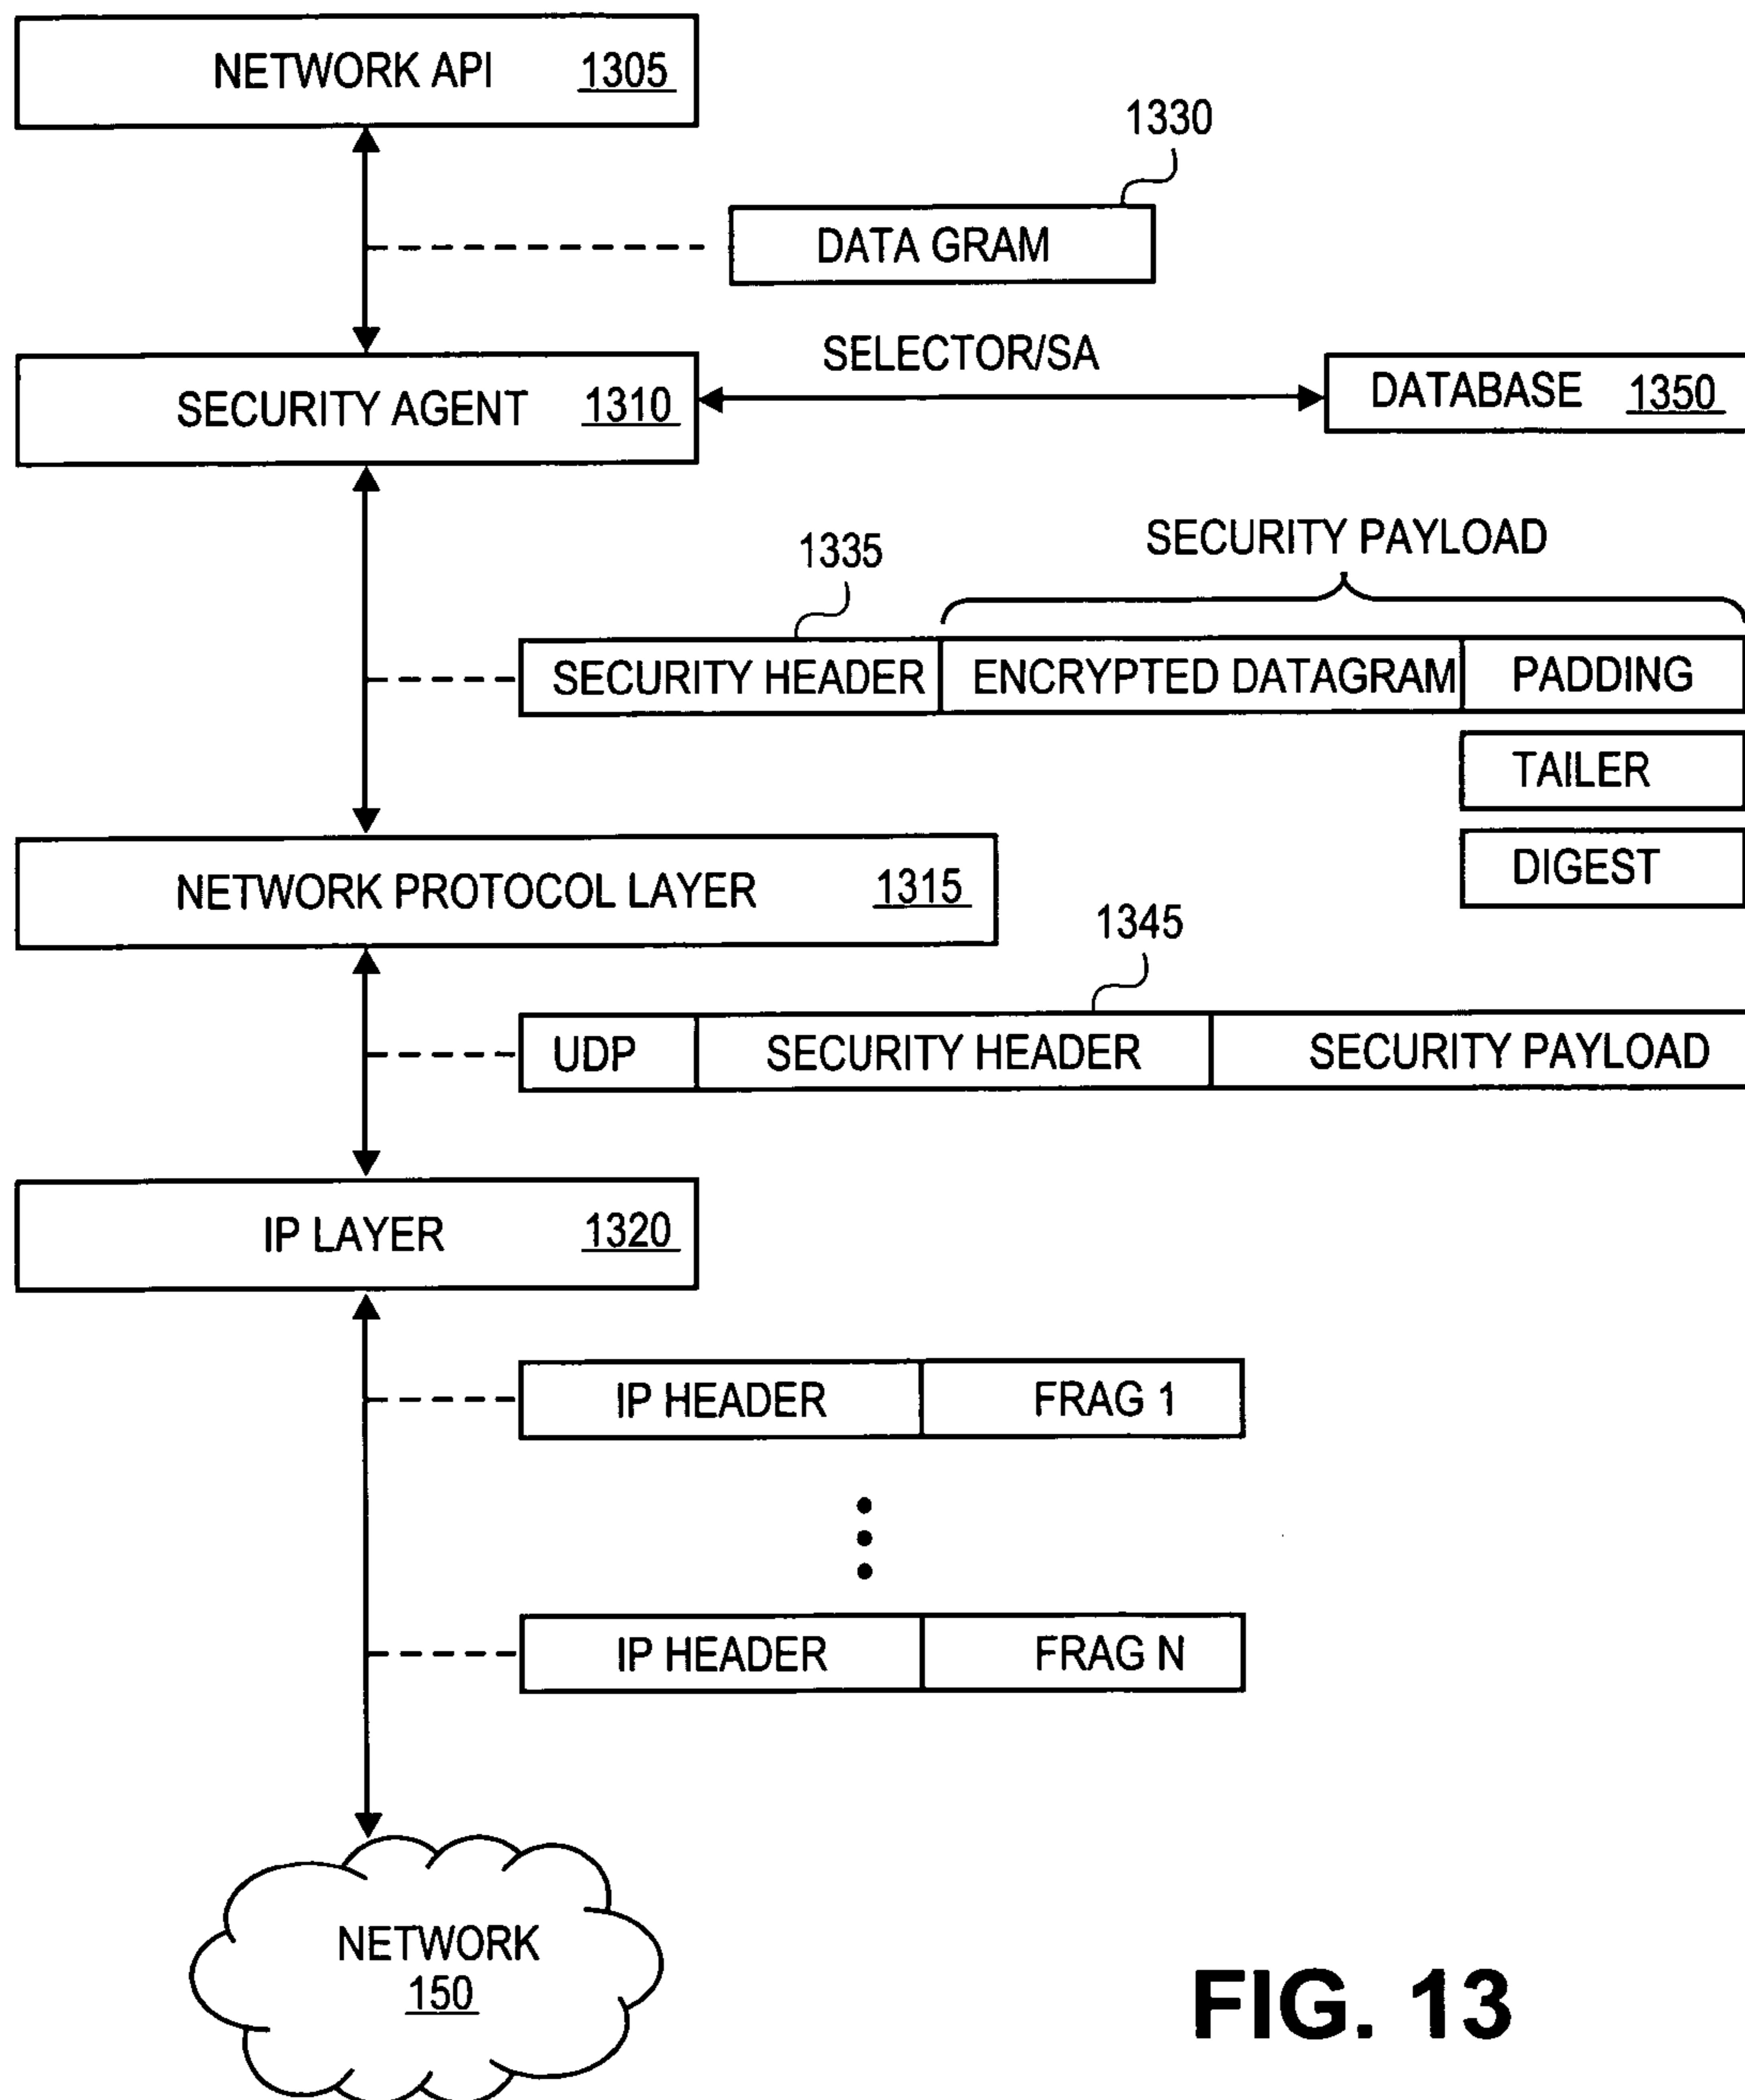 NETWORK API 1305
1330
DATA GRAM
SELECTOR/SA
SECURITY AGENT 1310
DATABASE 1350
SECURITY PAYLOAD
1335
SECURITY HEADER ENCRYPTED DATAGRAM PADDING
TAILER
DIGEST
NETWORK PROTOCOL LAYER 1315
1345
UDP SECURITY HEADER SECURITY PAYLOAD
IP LAYER 1320
IP HEADER FRAG 1
IP HEADER FRAG N
NETWORK
150
FIG. 13